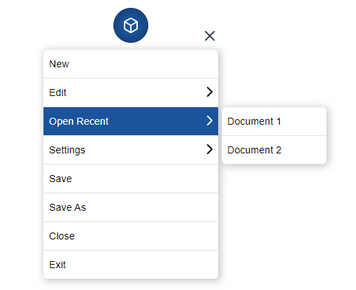 New
Edit
Open Recent
Document 1
Settings
Document 2
Save
Save As
Close
Exit